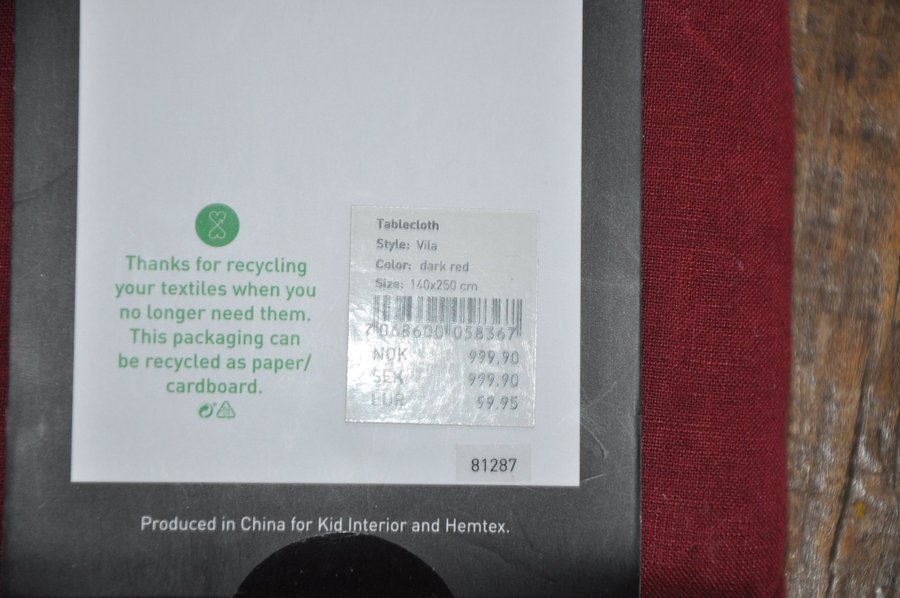 Thanks for recycling
your textiles when you
no longer need them.
This packaging can
be recycled as paper/
cardboard.
Tablecloth
Style: Vila
Color: dark red
Size: 140x250 cm
7 068600 058367
NOK 999.90
SEK 999.90
EUR 99.95
81287
Produced in China for Kid Interior and Hemtex.